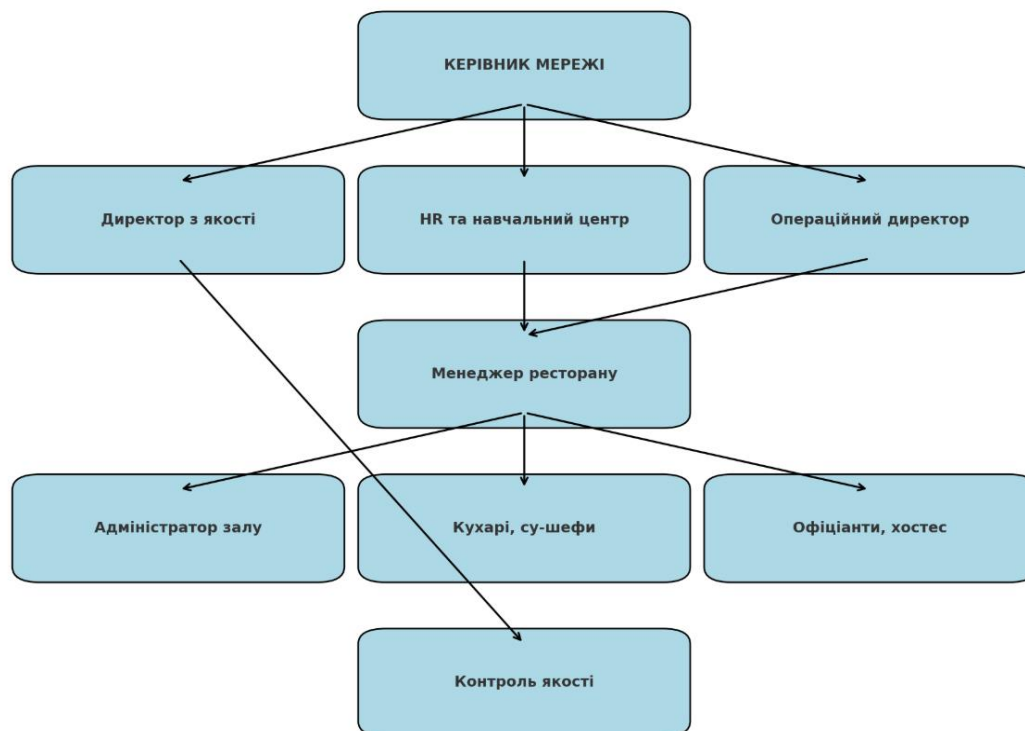 КЕРІВНИК МЕРЕЖІ
Директор з якості
HR та навчальний центр
Операційний директор
Менеджер ресторану
Адміністратор залу
Кухарі, су-шефи
Офіціанти, хостес
Контроль якості